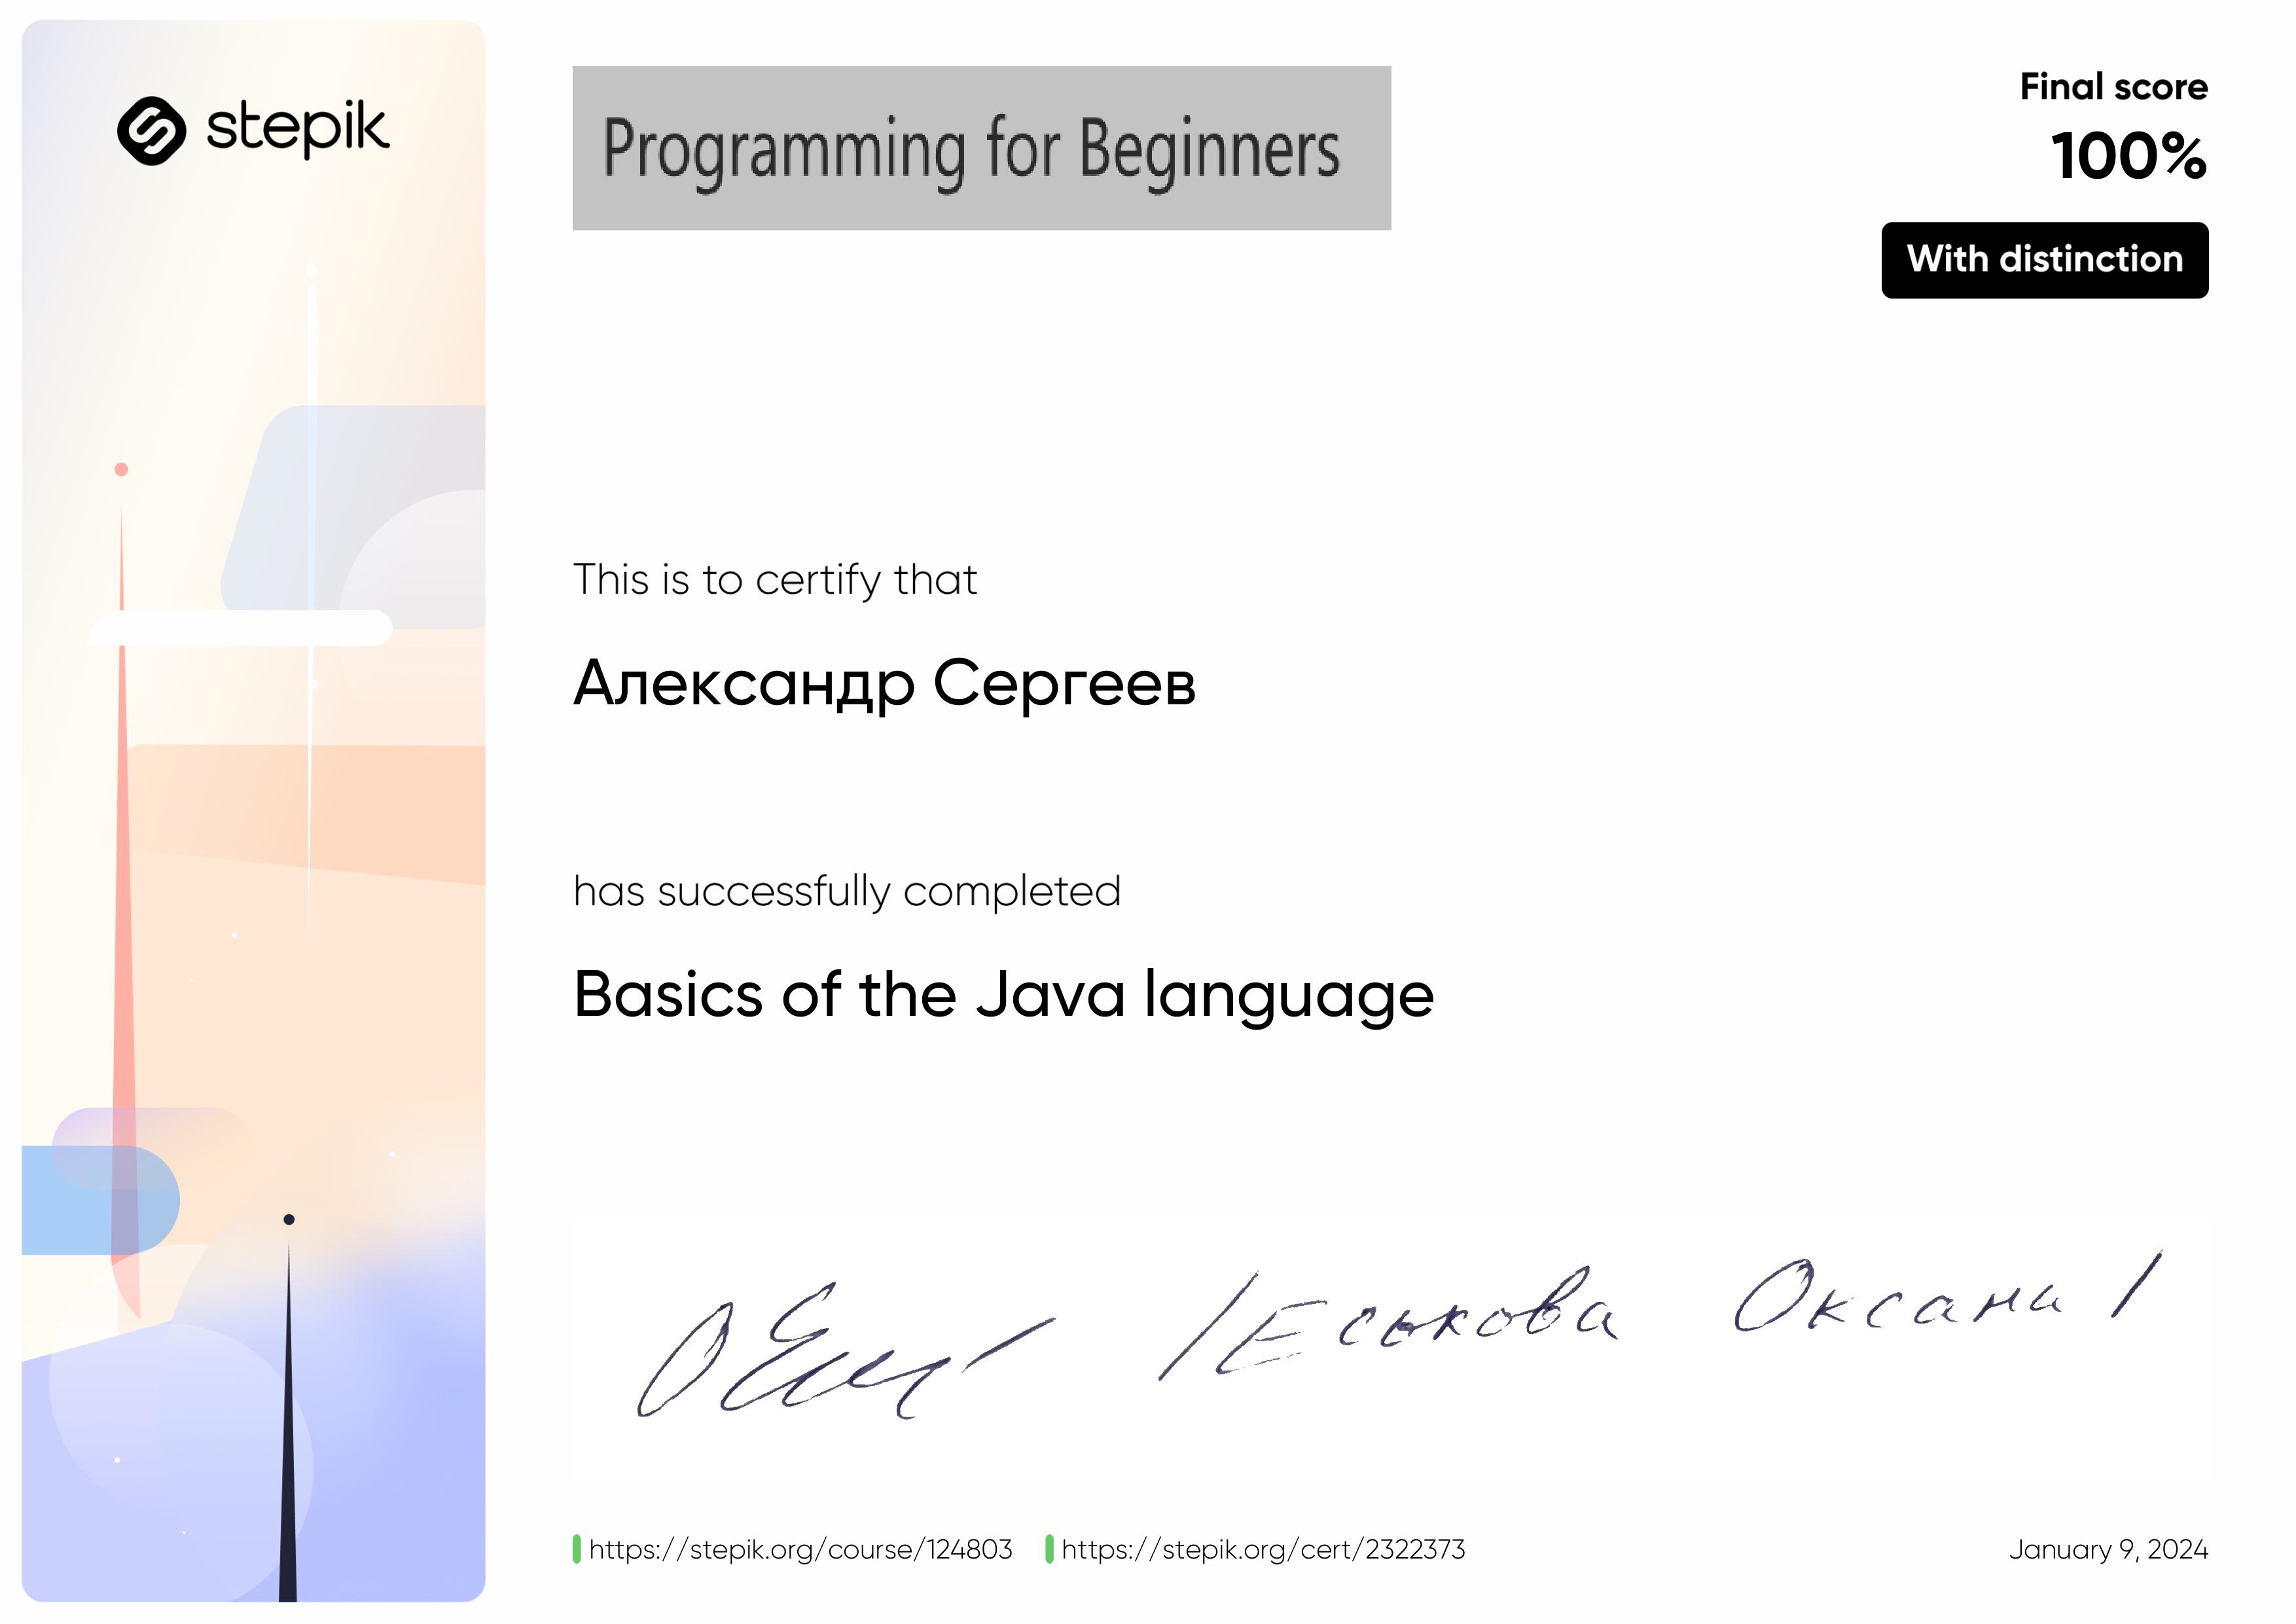 stepik
Programming for Beginners
Final score
100%
With distinction
This is to certify that
Александр Сергеев
has successfully completed
Basics of the Java language
/Еськова Оксана/
https://stepik.org/course/124803 https://stepik.org/cert/2322373
January 9, 2024